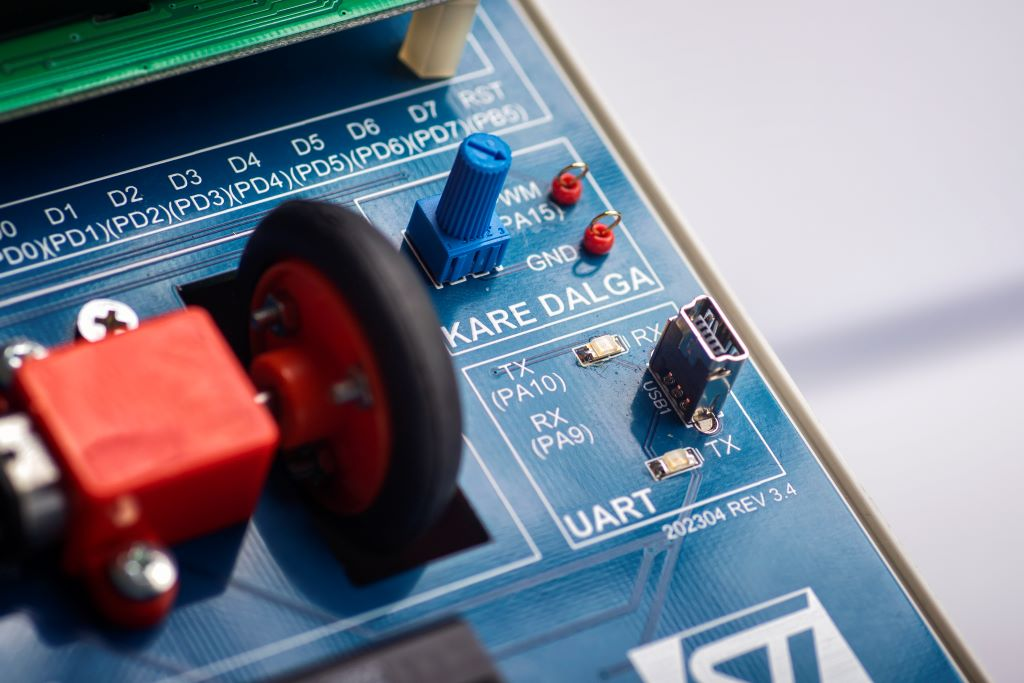 D1 D2 D3 D4 D5 D6 D7 RST
(PD1)(PD2)(PD3)(PD4)(PD5)(PD6)(PD7)(PB5)
GND
KARE DALGA
RX
TX
(PA10)
USB1
RX
(PA9)
TX
UART
202304 REV 3.4